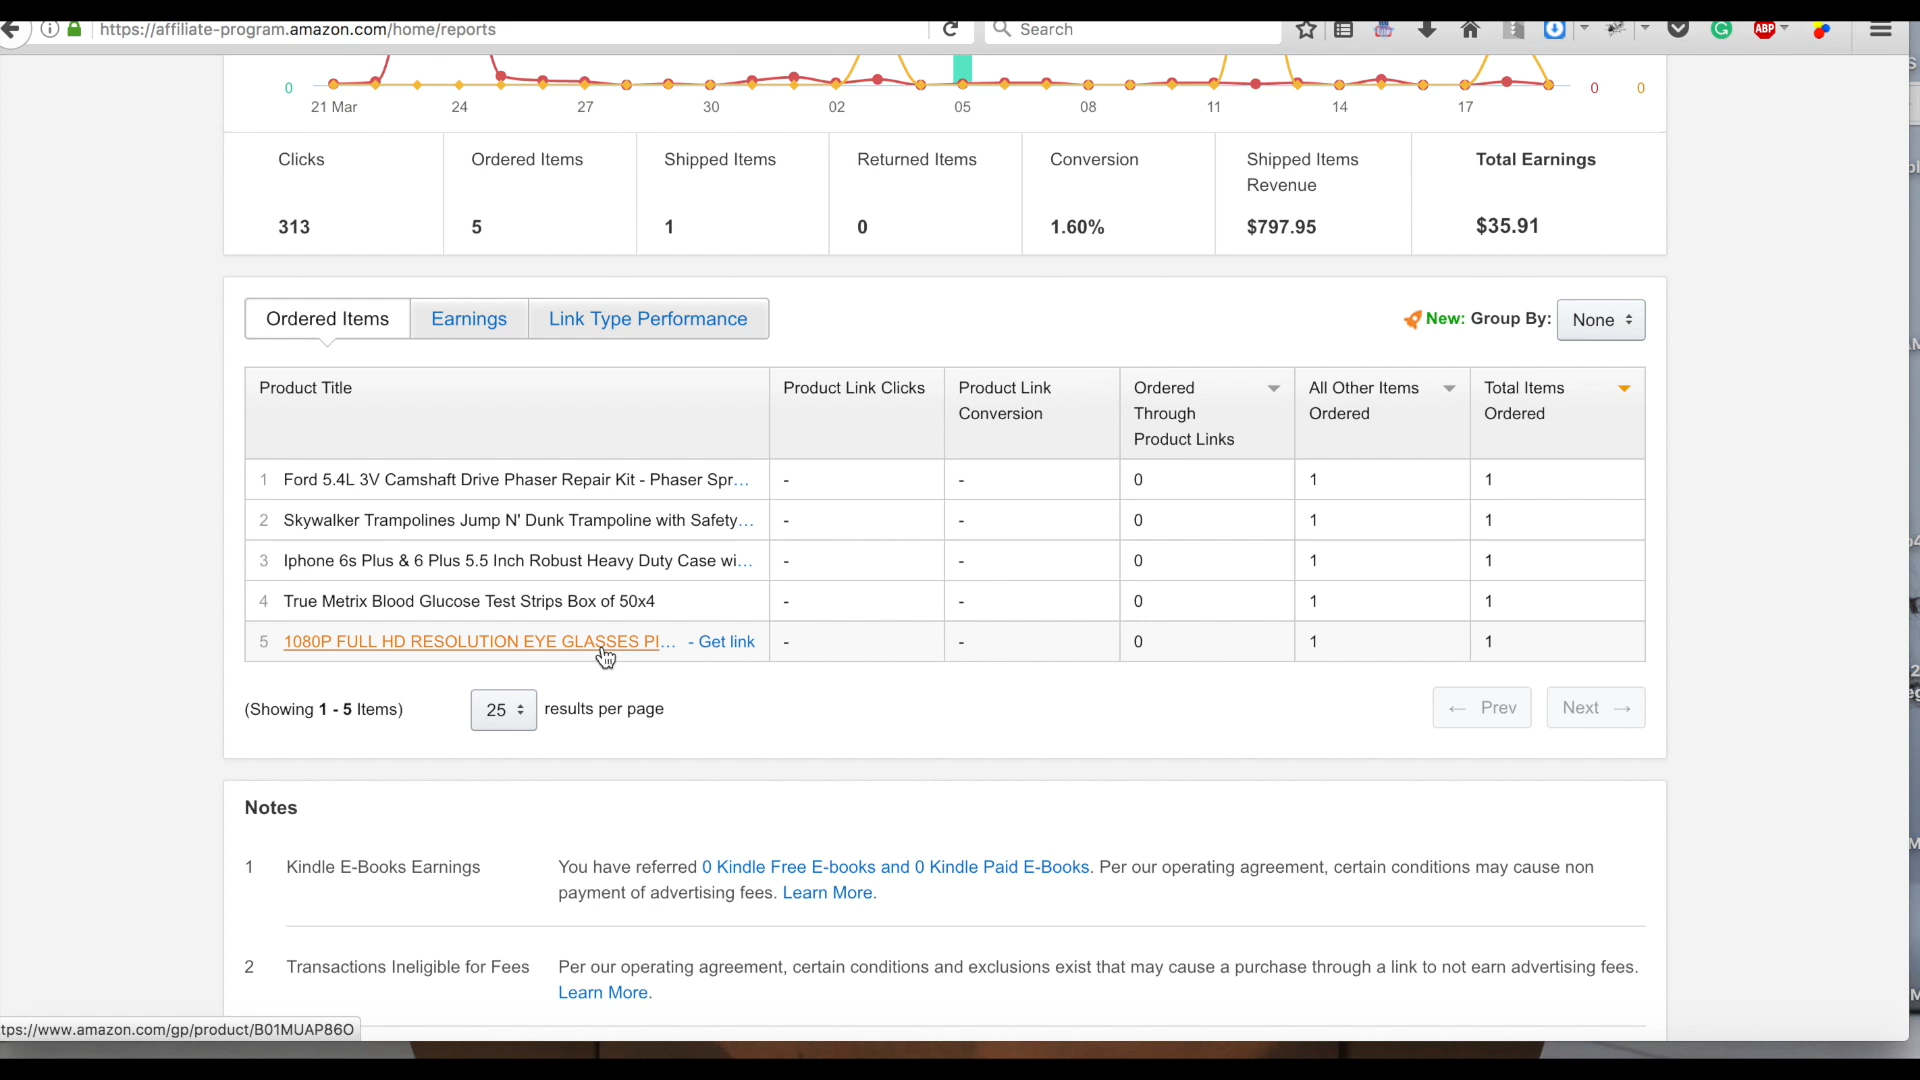 https://affiliate-program.amazon.com/home/reports
Search
ABP
0
0 0
21 Mar 24 27 30 02 05 08 11 14 17
Clicks Ordered Items Shipped Items Returned Items Conversion Shipped Items Revenue Total Earnings
313 5 1 0 1.60% $797.95 $35.91
Ordered Items Earnings Link Type Performance New: Group By: None
Product Title Product Link Clicks Product Link Conversion Ordered Through Product Links All Other Items Ordered Total Items Ordered
1 Ford 5.4L 3V Camshaft Drive Phaser Repair Kit - Phaser Spr... - - 0 1 1
2 Skywalker Trampolines Jump N' Dunk Trampoline with Safety... - - 0 1 1
3 Iphone 6s Plus & 6 Plus 5.5 Inch Robust Heavy Duty Case wi... - - 0 1 1
4 True Metrix Blood Glucose Test Strips Box of 50x4 - - 0 1 1
5 1080P FULL HD RESOLUTION EYE GLASSES PI... - Get link - - 0 1 1
(Showing 1 - 5 Items) 25 results per page ← Prev Next →
Notes
1 Kindle E-Books Earnings You have referred 0 Kindle Free E-books and 0 Kindle Paid E-Books. Per our operating agreement, certain conditions may cause non
payment of advertising fees. Learn More.
2 Transactions Ineligible for Fees Per our operating agreement, certain conditions and exclusions exist that may cause a purchase through a link to not earn advertising fees.
Learn More.
tps://www.amazon.com/gp/product/B01MUAP86O